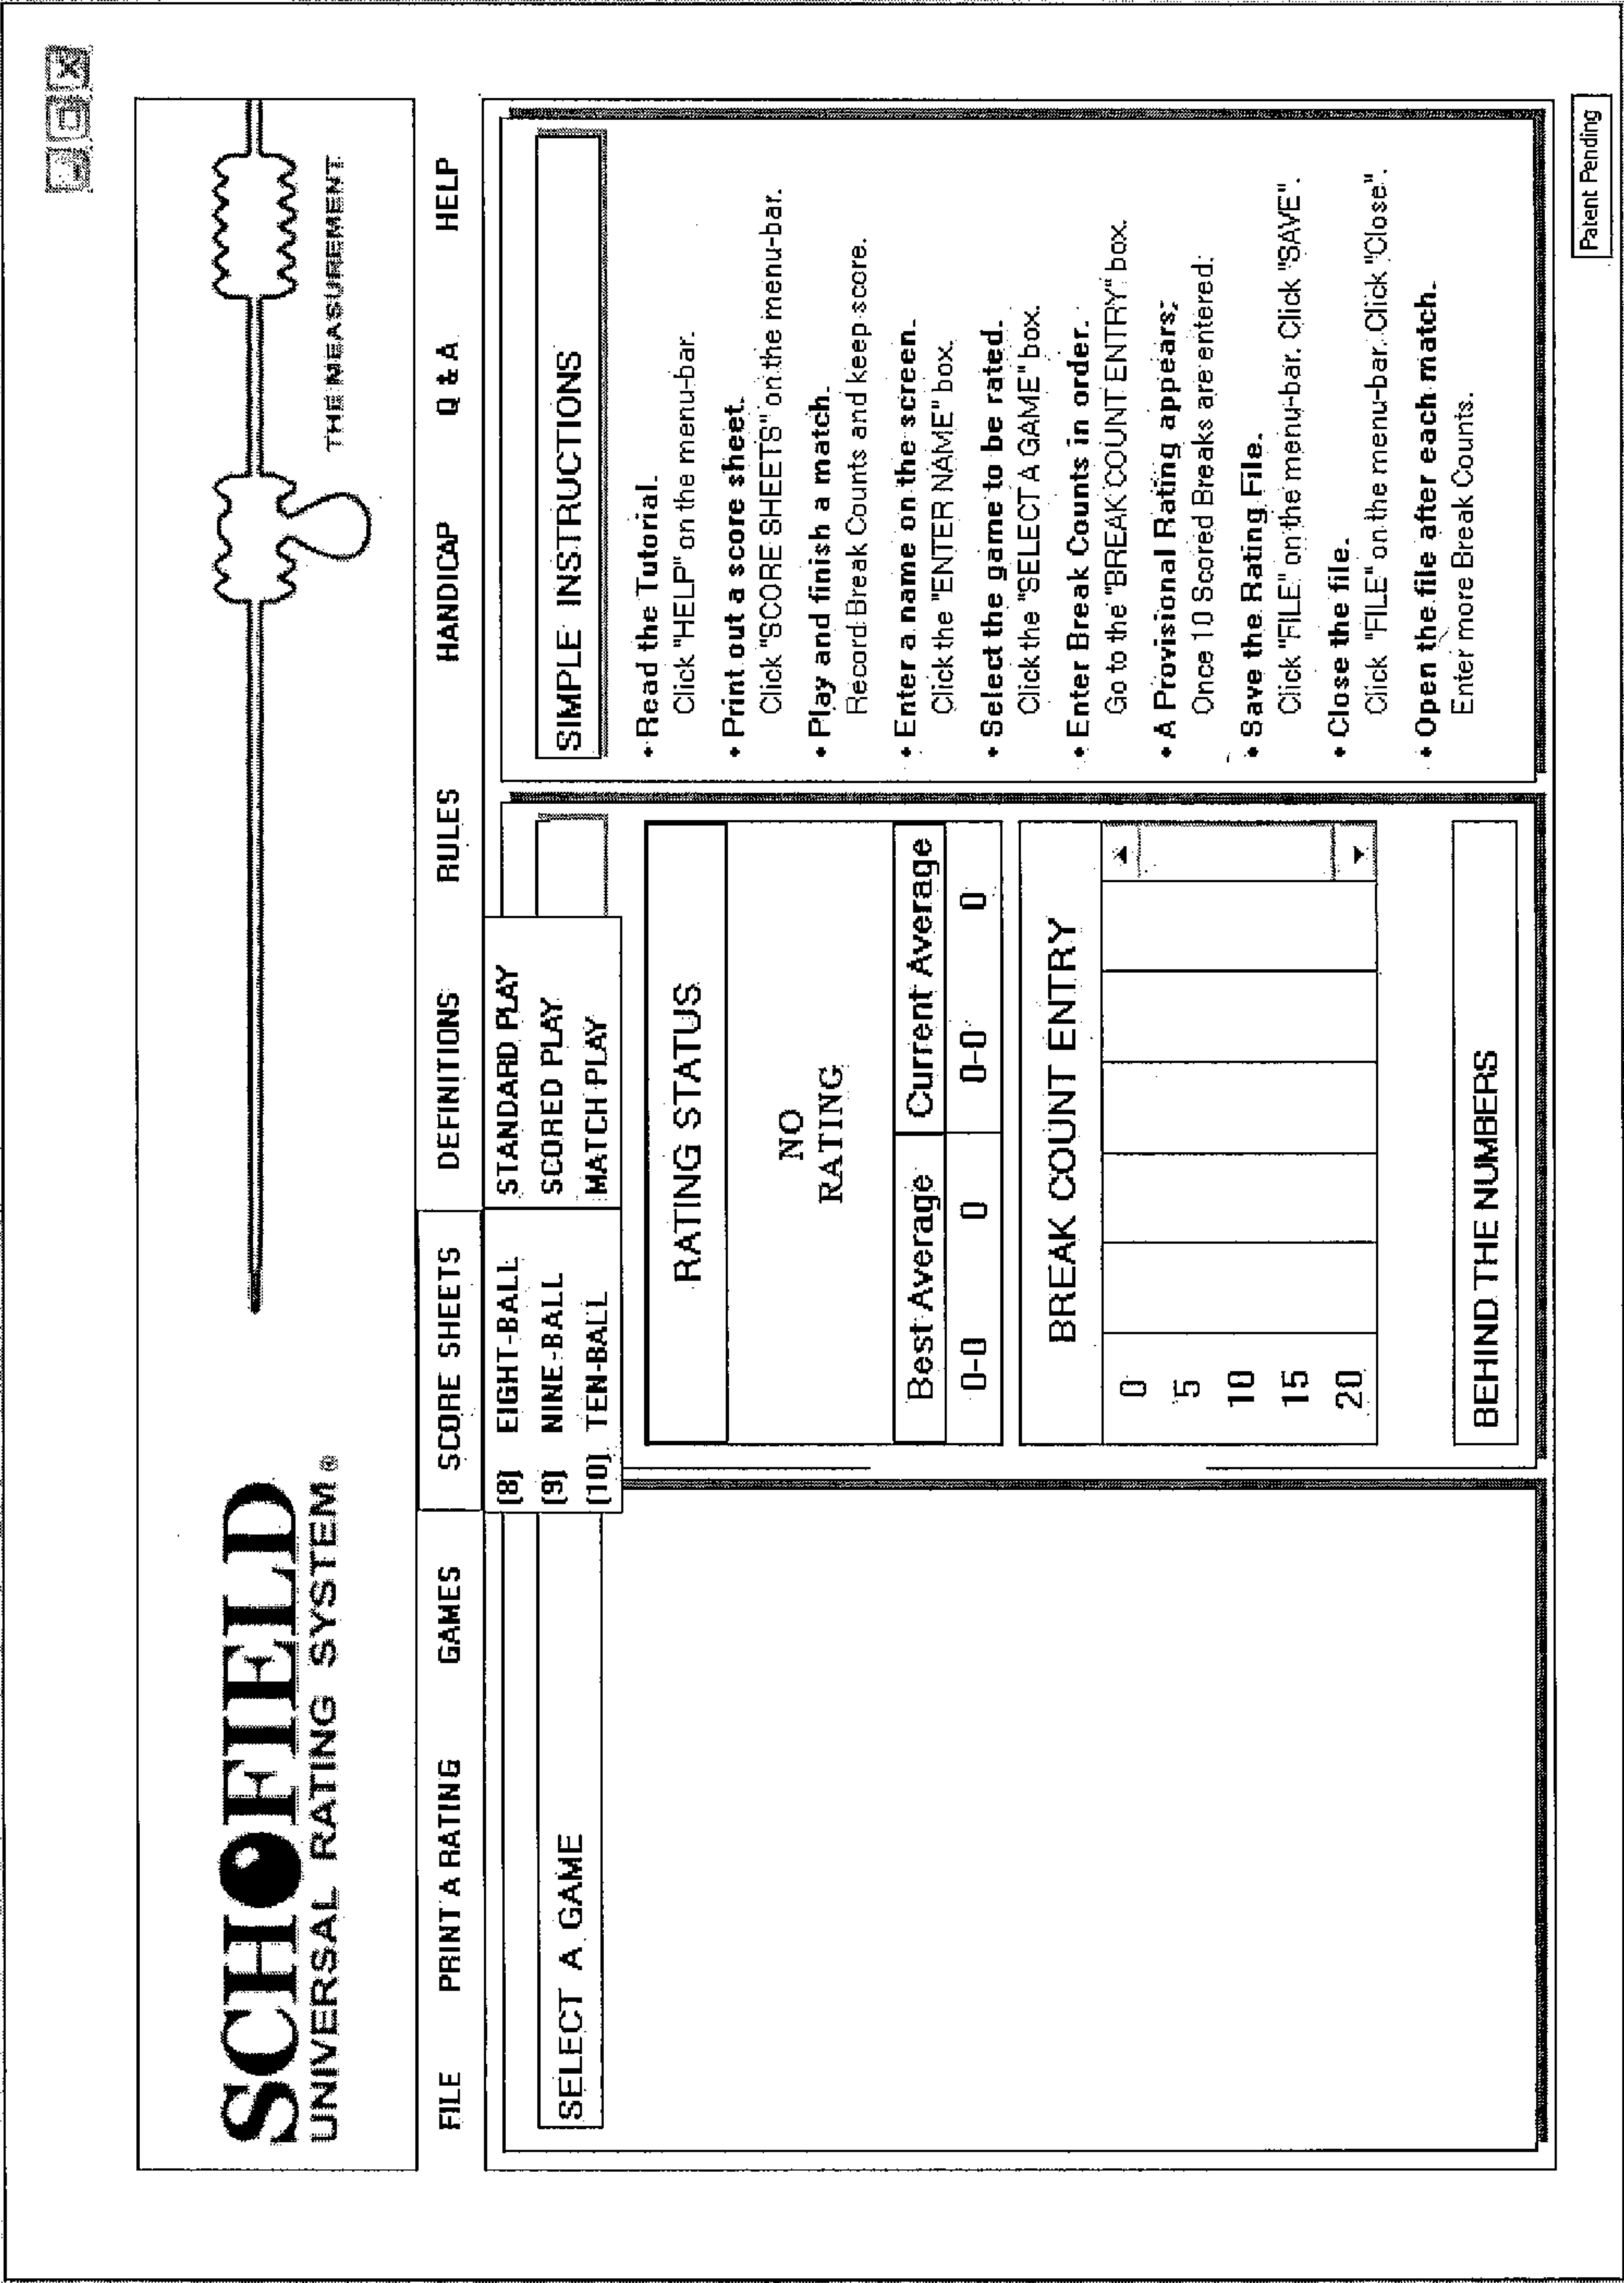 SCHOFIELD
UNIVERSAL RATING SYSTEM®
THE MEASUREMENT.
FILE PRINT A RATING GAMES SCORE SHEETS DEFINITIONS RULES HANDICAP Q & A HELP
[8] EIGHT-BALL STANDARD PLAY
[9] NINE-BALL SCORED PLAY
[10] TEN-BALL MATCH PLAY
SELECT A GAME
RATING STATUS
NO
RATING
Best Average Current Average
0-0 0 0-0 0
BREAK COUNT ENTRY
0
5
10
15
20
BEHIND THE NUMBERS
SIMPLE INSTRUCTIONS
• Read the Tutorial.
Click "HELP" on the menu-bar.
• Print out a score sheet.
Click "SCORE SHEETS" on the menu-bar.
• Play and finish a match.
Record Break Counts and keep score.
• Enter a name on the screen.
Click the "ENTER NAME" box.
• Select the game to be rated.
Click the "SELECT A GAME" box.
• Enter Break Counts in order.
Go to the "BREAK COUNT ENTRY" box.
• A Provisional Rating appears;
Once 10 Scored Breaks are entered.
• Save the Rating File.
Click "FILE" on the menu-bar. Click "SAVE".
• Close the file.
Click "FILE" on the menu-bar. Click "Close".
• Open the file after each match.
Enter more Break Counts.
Patent Pending